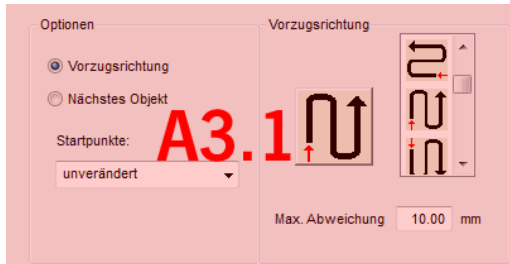 Optionen
Vorzugsrichtung
Nächstes Objekt
Startpunkte:
unverändert
A3.1
Vorzugsrichtung
Max. Abweichung 10.00 mm